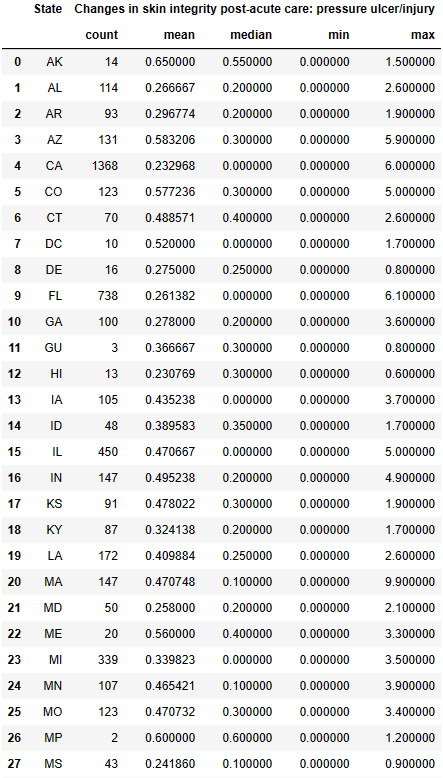 State Changes in skin integrity post-acute care: pressure ulcer/injury
count mean median min max
0 AK 14 0.650000 0.550000 0.000000 1.500000
1 AL 114 0.266667 0.200000 0.000000 2.600000
2 AR 93 0.296774 0.200000 0.000000 1.900000
3 AZ 131 0.583206 0.300000 0.000000 5.900000
4 CA 1368 0.232968 0.000000 0.000000 6.000000
5 CO 123 0.577236 0.300000 0.000000 5.000000
6 CT 70 0.488571 0.400000 0.000000 2.600000
7 DC 10 0.520000 0.000000 0.000000 1.700000
8 DE 16 0.275000 0.250000 0.000000 0.800000
9 FL 738 0.261382 0.000000 0.000000 6.100000
10 GA 100 0.278000 0.200000 0.000000 3.600000
11 GU 3 0.366667 0.300000 0.000000 0.800000
12 HI 13 0.230769 0.300000 0.000000 0.600000
13 IA 105 0.435238 0.000000 0.000000 3.700000
14 ID 48 0.389583 0.350000 0.000000 1.700000
15 IL 450 0.470667 0.000000 0.000000 5.000000
16 IN 147 0.495238 0.200000 0.000000 4.900000
17 KS 91 0.478022 0.300000 0.000000 1.900000
18 KY 87 0.324138 0.200000 0.000000 1.700000
19 LA 172 0.409884 0.250000 0.000000 2.600000
20 MA 147 0.470748 0.100000 0.000000 9.900000
21 MD 50 0.258000 0.200000 0.000000 2.100000
22 ME 20 0.560000 0.400000 0.000000 3.300000
23 MI 339 0.339823 0.000000 0.000000 3.500000
24 MN 107 0.465421 0.100000 0.000000 3.900000
25 MO 123 0.470732 0.300000 0.000000 3.400000
26 MP 2 0.600000 0.600000 0.000000 1.200000
27 MS 43 0.241860 0.100000 0.000000 0.900000